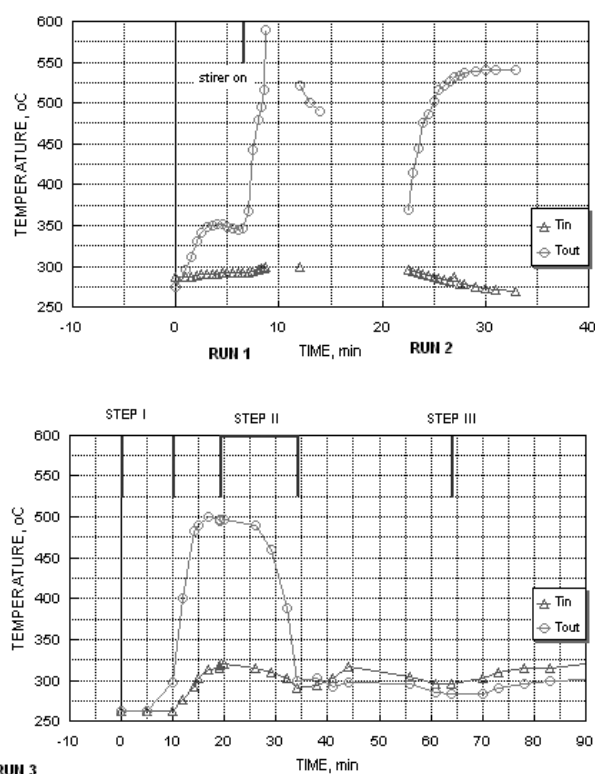 600
550
500
450
400
350
300
250
TEMPERATURE, oC
stirer on
Tin
Tout
-10 0 10 20 30 40
RUN 1 TIME, min RUN 2
STEP I STEP II STEP III
600
550
500
450
400
350
300
250
TEMPERATURE, oC
Tin
Tout
-10 0 10 20 30 40 50 60 70 80 90
RUN 3 TIME, min